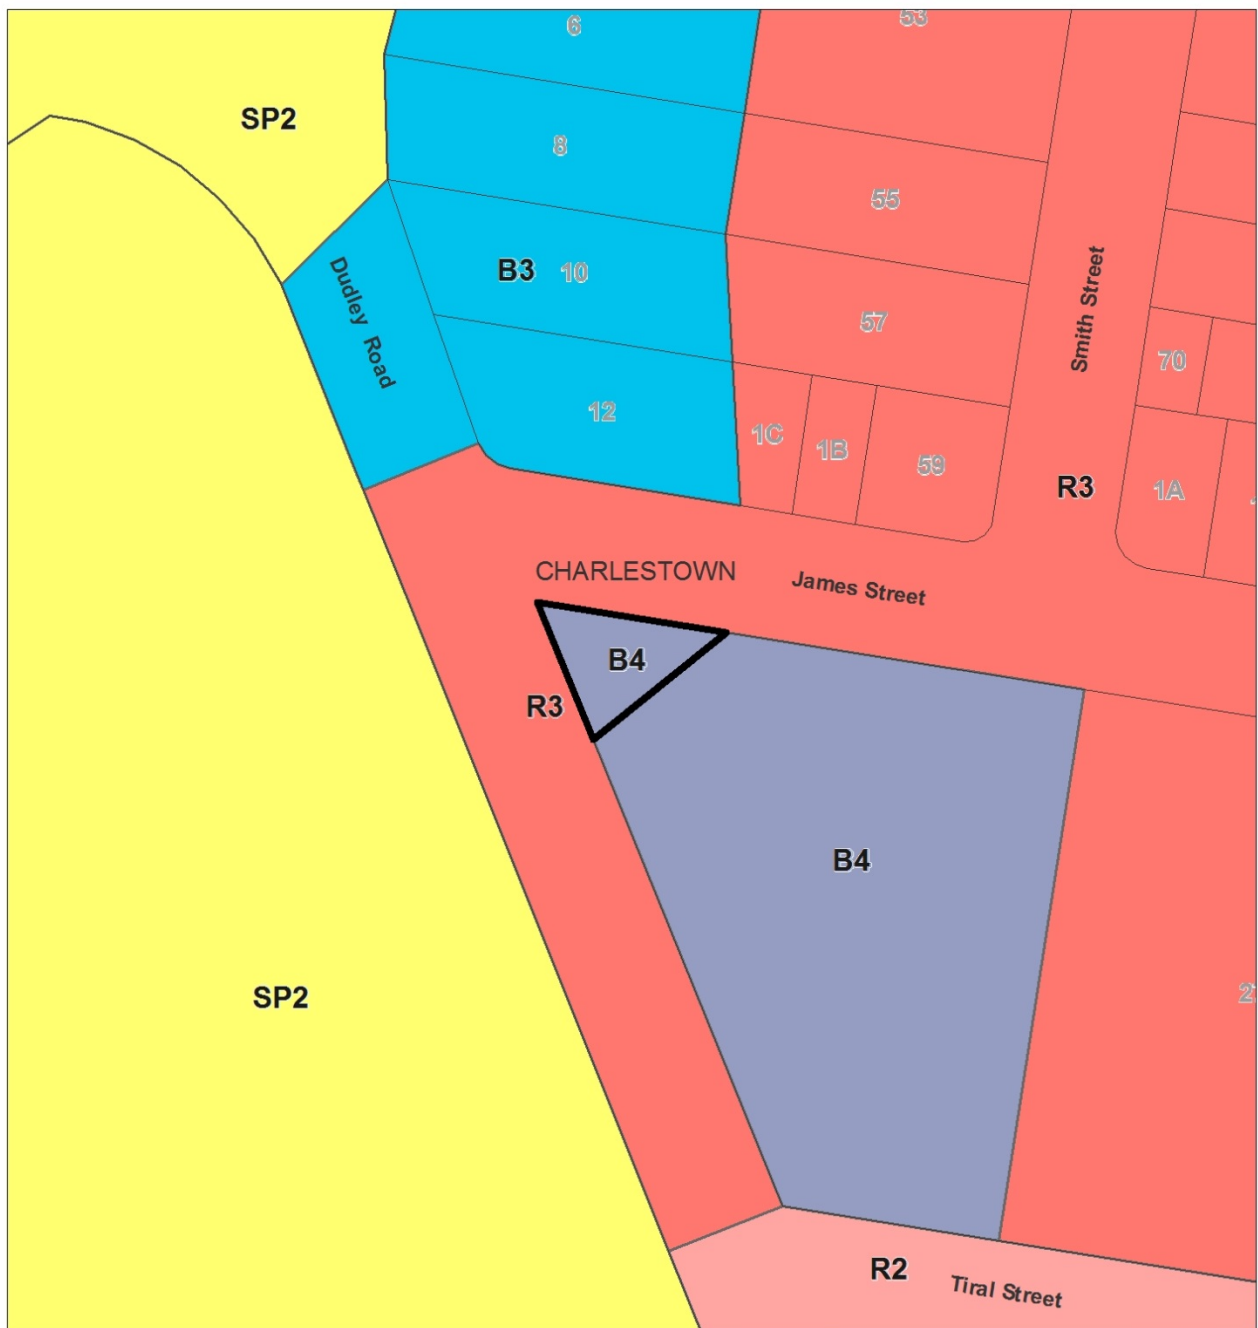 6
53
SP2
8
55
B3 10
Dudley Road
57
Smith Street
70
12
1C
1B
59
R3
1A
CHARLESTOWN
James Street
B4
R3
B4
SP2
R2
Tiral Street